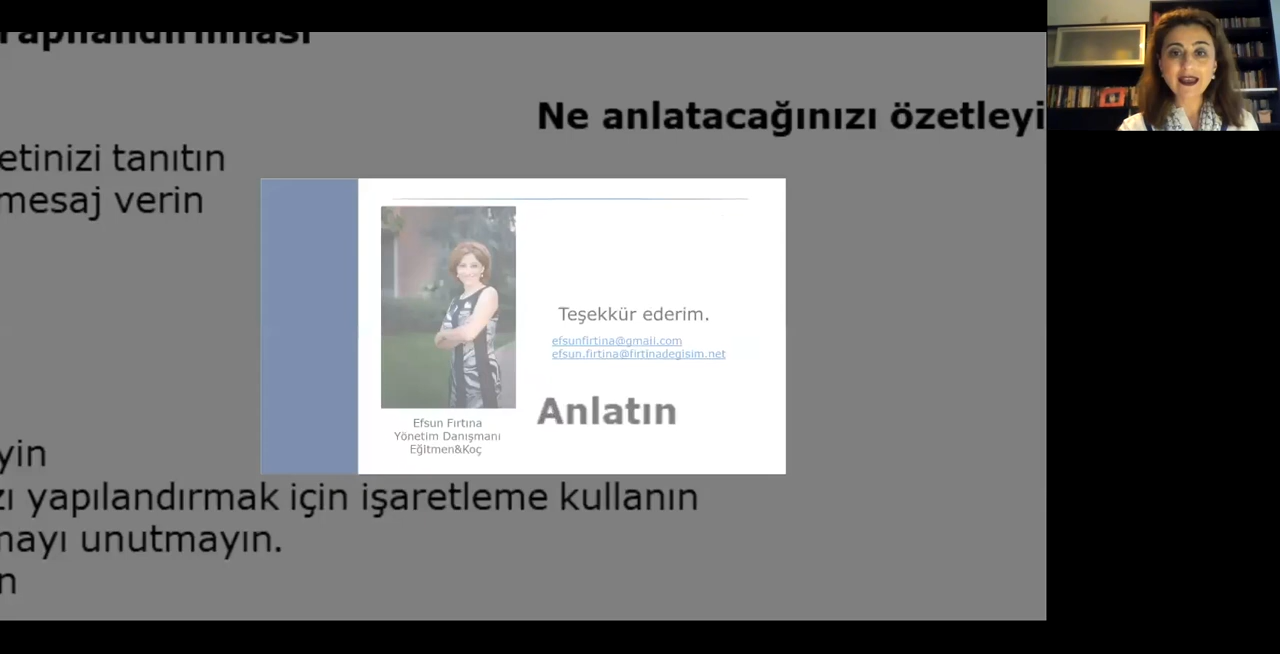 Ne anlatacağınızı özetleyi
etinizi tanıtın
mesaj verin
Teşekkür ederim.
efsunfirtina@gmail.com
efsun.firtina@firtinadegisim.net
Anlatın
Efsun Fırtına
Yönetim Danışmanı
Eğitmen&Koç
yin
zı yapılandırmak için işaretleme kullanın
mayı unutmayın.
n